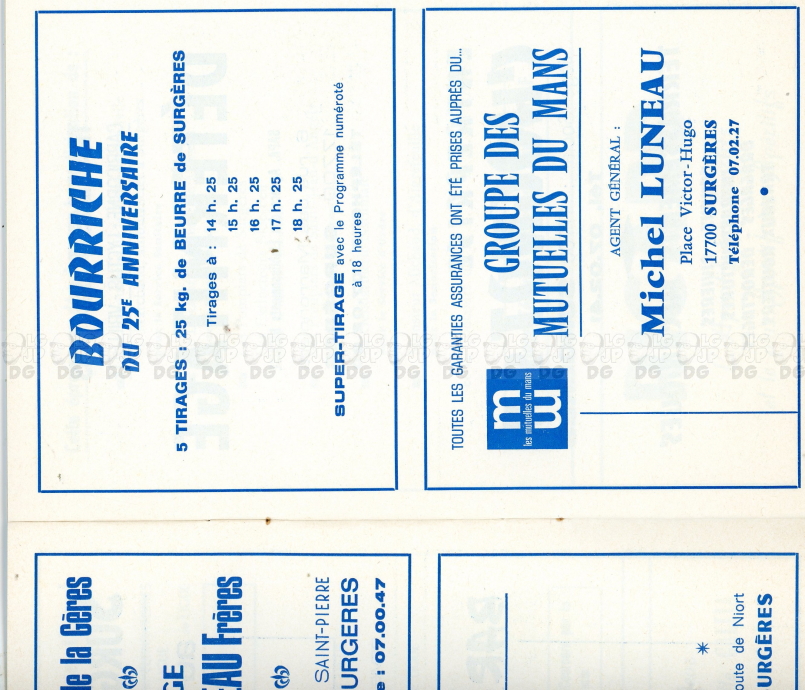 BOURRICHE
DU 25E ANNIVERSAIRE
5 TIRAGES : 25 kg. de BEURRE de SURGÈRES
Tirages à : 14 h. 25
15 h. 25
16 h. 25
17 h. 25
18 h. 25
SUPER-TIRAGE avec le Programme numéroté
à 18 heures
TOUTES LES GARANTIES ASSURANCES ONT ÉTÉ PRISES AUPRÈS DU...
les mutuelles du mans
GROUPE DES
MUTUELLES DU MANS
AGENT GÉNÉRAL :
Michel LUNEAU
Place Victor-Hugo
17700 SURGÈRES
Téléphone 07.02.27
de la Gères
EAU Frères
SAINT-PIERRE
URGERES
e : 07.00.47
oute de Niort
URGÈRES